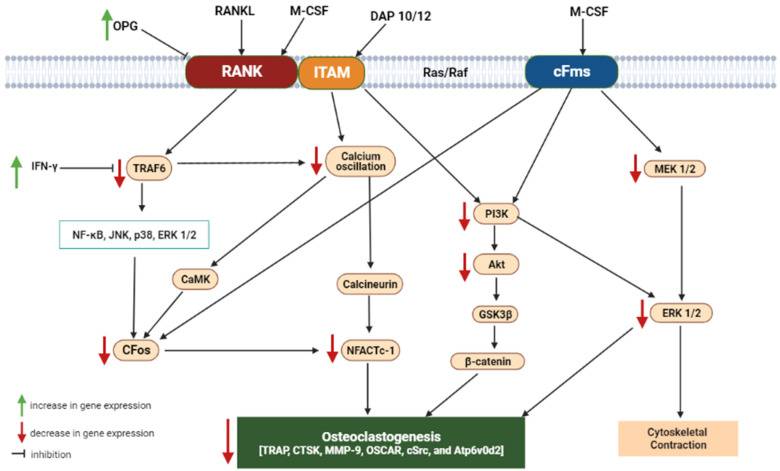 OPG
RANKL
M-CSF
DAP 10/12
M-CSF
RANK
ITAM
Ras/Raf
cFms
IFN-γ
TRAF6
Calcium
oscillation
MEK 1/2
PI3K
NF-κB, JNK, p38, ERK 1/2
Akt
CaMK
Calcineurin
GSK3β
ERK 1/2
CFos
NFACTc-1
β-catenin
increase in gene expression
decrease in gene expression
inhibition
Osteoclastogenesis
[TRAP, CTSK, MMP-9, OSCAR, cSrc, and Atp6v0d2]
Cytoskeletal
Contraction